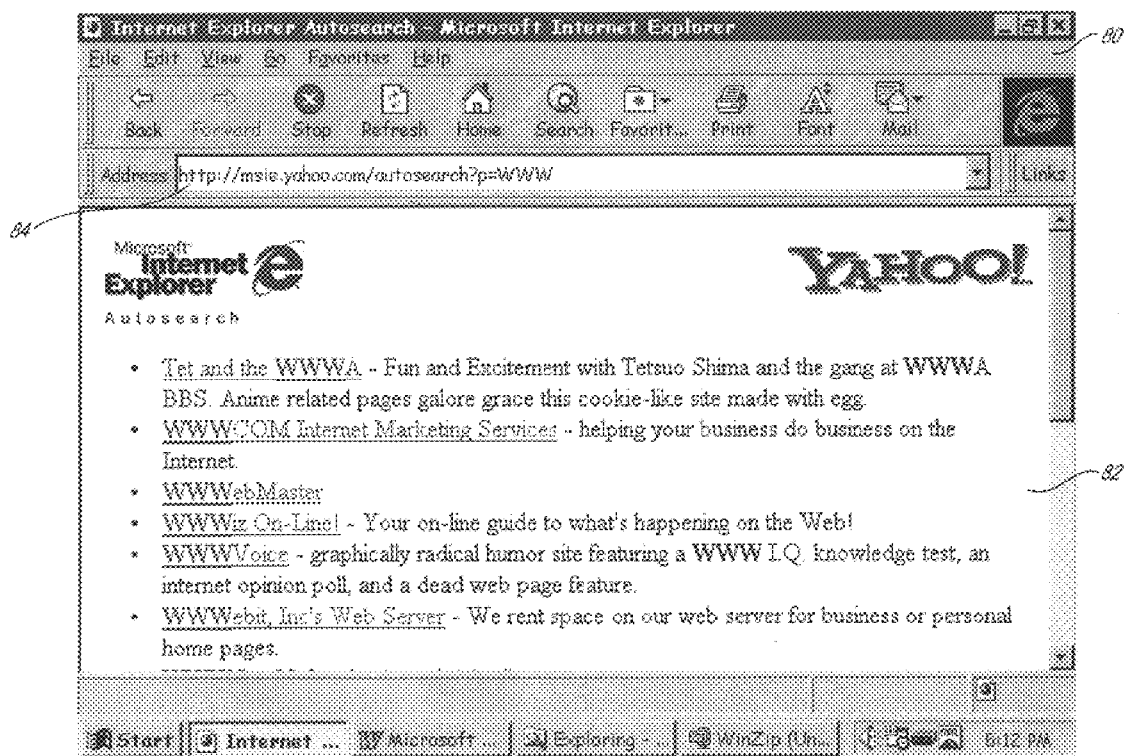 Internet Explorer Autosearch - Microsoft Internet Explorer
80
File Edit View Go Favorites Help
Back Forward Stop Refresh Home Search Favorit... Print Font Mail
Address http://msie.yahoo.com/autosearch?p=WWW Links
84
Microsoft
Internet
Explorer
Autosearch
YAHOO!
• Tet and the WWWA - Fun and Excitement with Tetsuo Shima and the gang at WWWA
BBS. Anime related pages galore grace this cookie-like site made with egg.
• WWWCOM Internet Marketing Services - helping your business do business on the
Internet.
82
• WWWebMaster
• WWWiz On-Line! - Your on-line guide to what's happening on the Web!
• WWWVoice - graphically radical humor site featuring a WWW I.Q. knowledge test, an
internet opinion poll, and a dead web page feature.
• WWWebit, Inc's Web Server - We rent space on our web server for business or personal
home pages.
Start Internet ... Microsoft ... Exploring - ... WinZip (Un... 6:12 PM